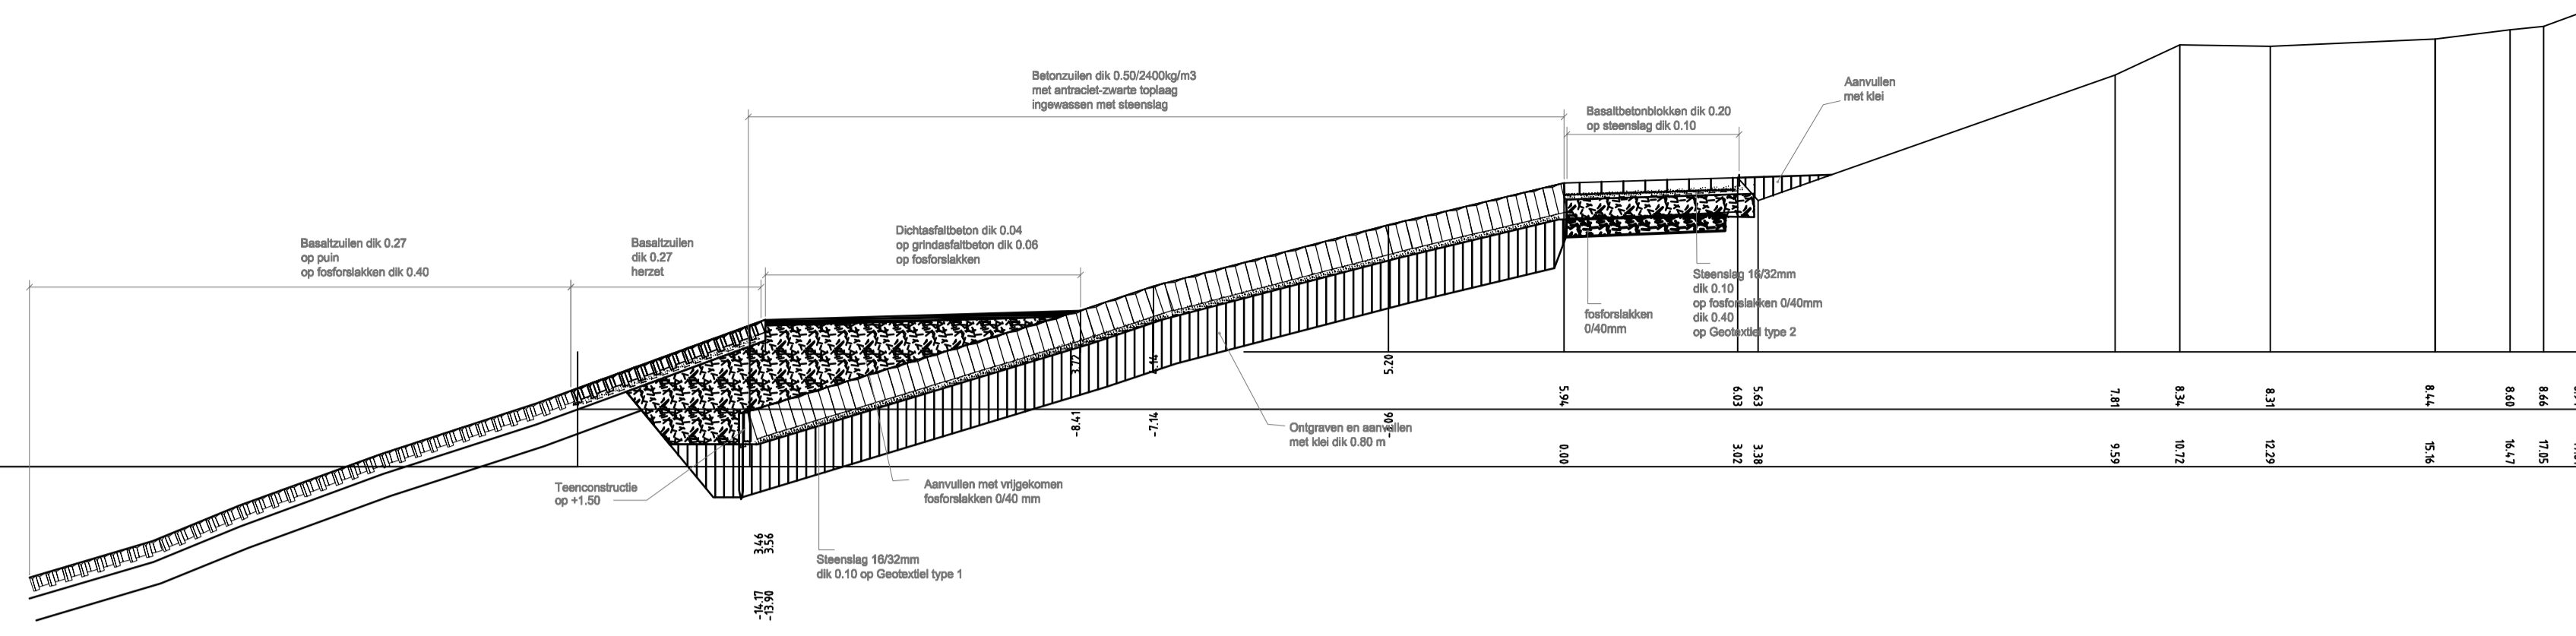 Betonzuilen dik 0.50/2400kg/m3
met antraciet-zwarte toplaag
ingewassen met steenslag
Aanvullen
met klei
Basaltbetonblokken dik 0.20
op steenslag dik 0.10
Basaltzuilen dik 0.27
op puin
op fosforslakken dik 0.40
Basaltzuilen
dik 0.27
herzet
Dichtasfaltbeton dik 0.04
op grindasfaltbeton dik 0.06
op fosforslakken
Steenslag 16/32mm
dik 0.10
op fosforslakken 0/40mm
dik 0.40
op Geotextiel type 2
fosforslakken
0/40mm
Ontgraven en aanvullen
met klei dik 0.80 m
Teenconstructie
op +1.50
Aanvullen met vrijgekomen
fosforslakken 0/40 mm
Steenslag 16/32mm
dik 0.10 op Geotextiel type 1
3.46
3.56
3.72
5.20
5.94
6.03
5.63
7.81
8.34
8.31
8.44
8.60
8.66
-14.17
-13.90
-8.41
-7.14
0.00
3.02
3.38
9.59
10.72
12.29
15.16
16.47
17.05